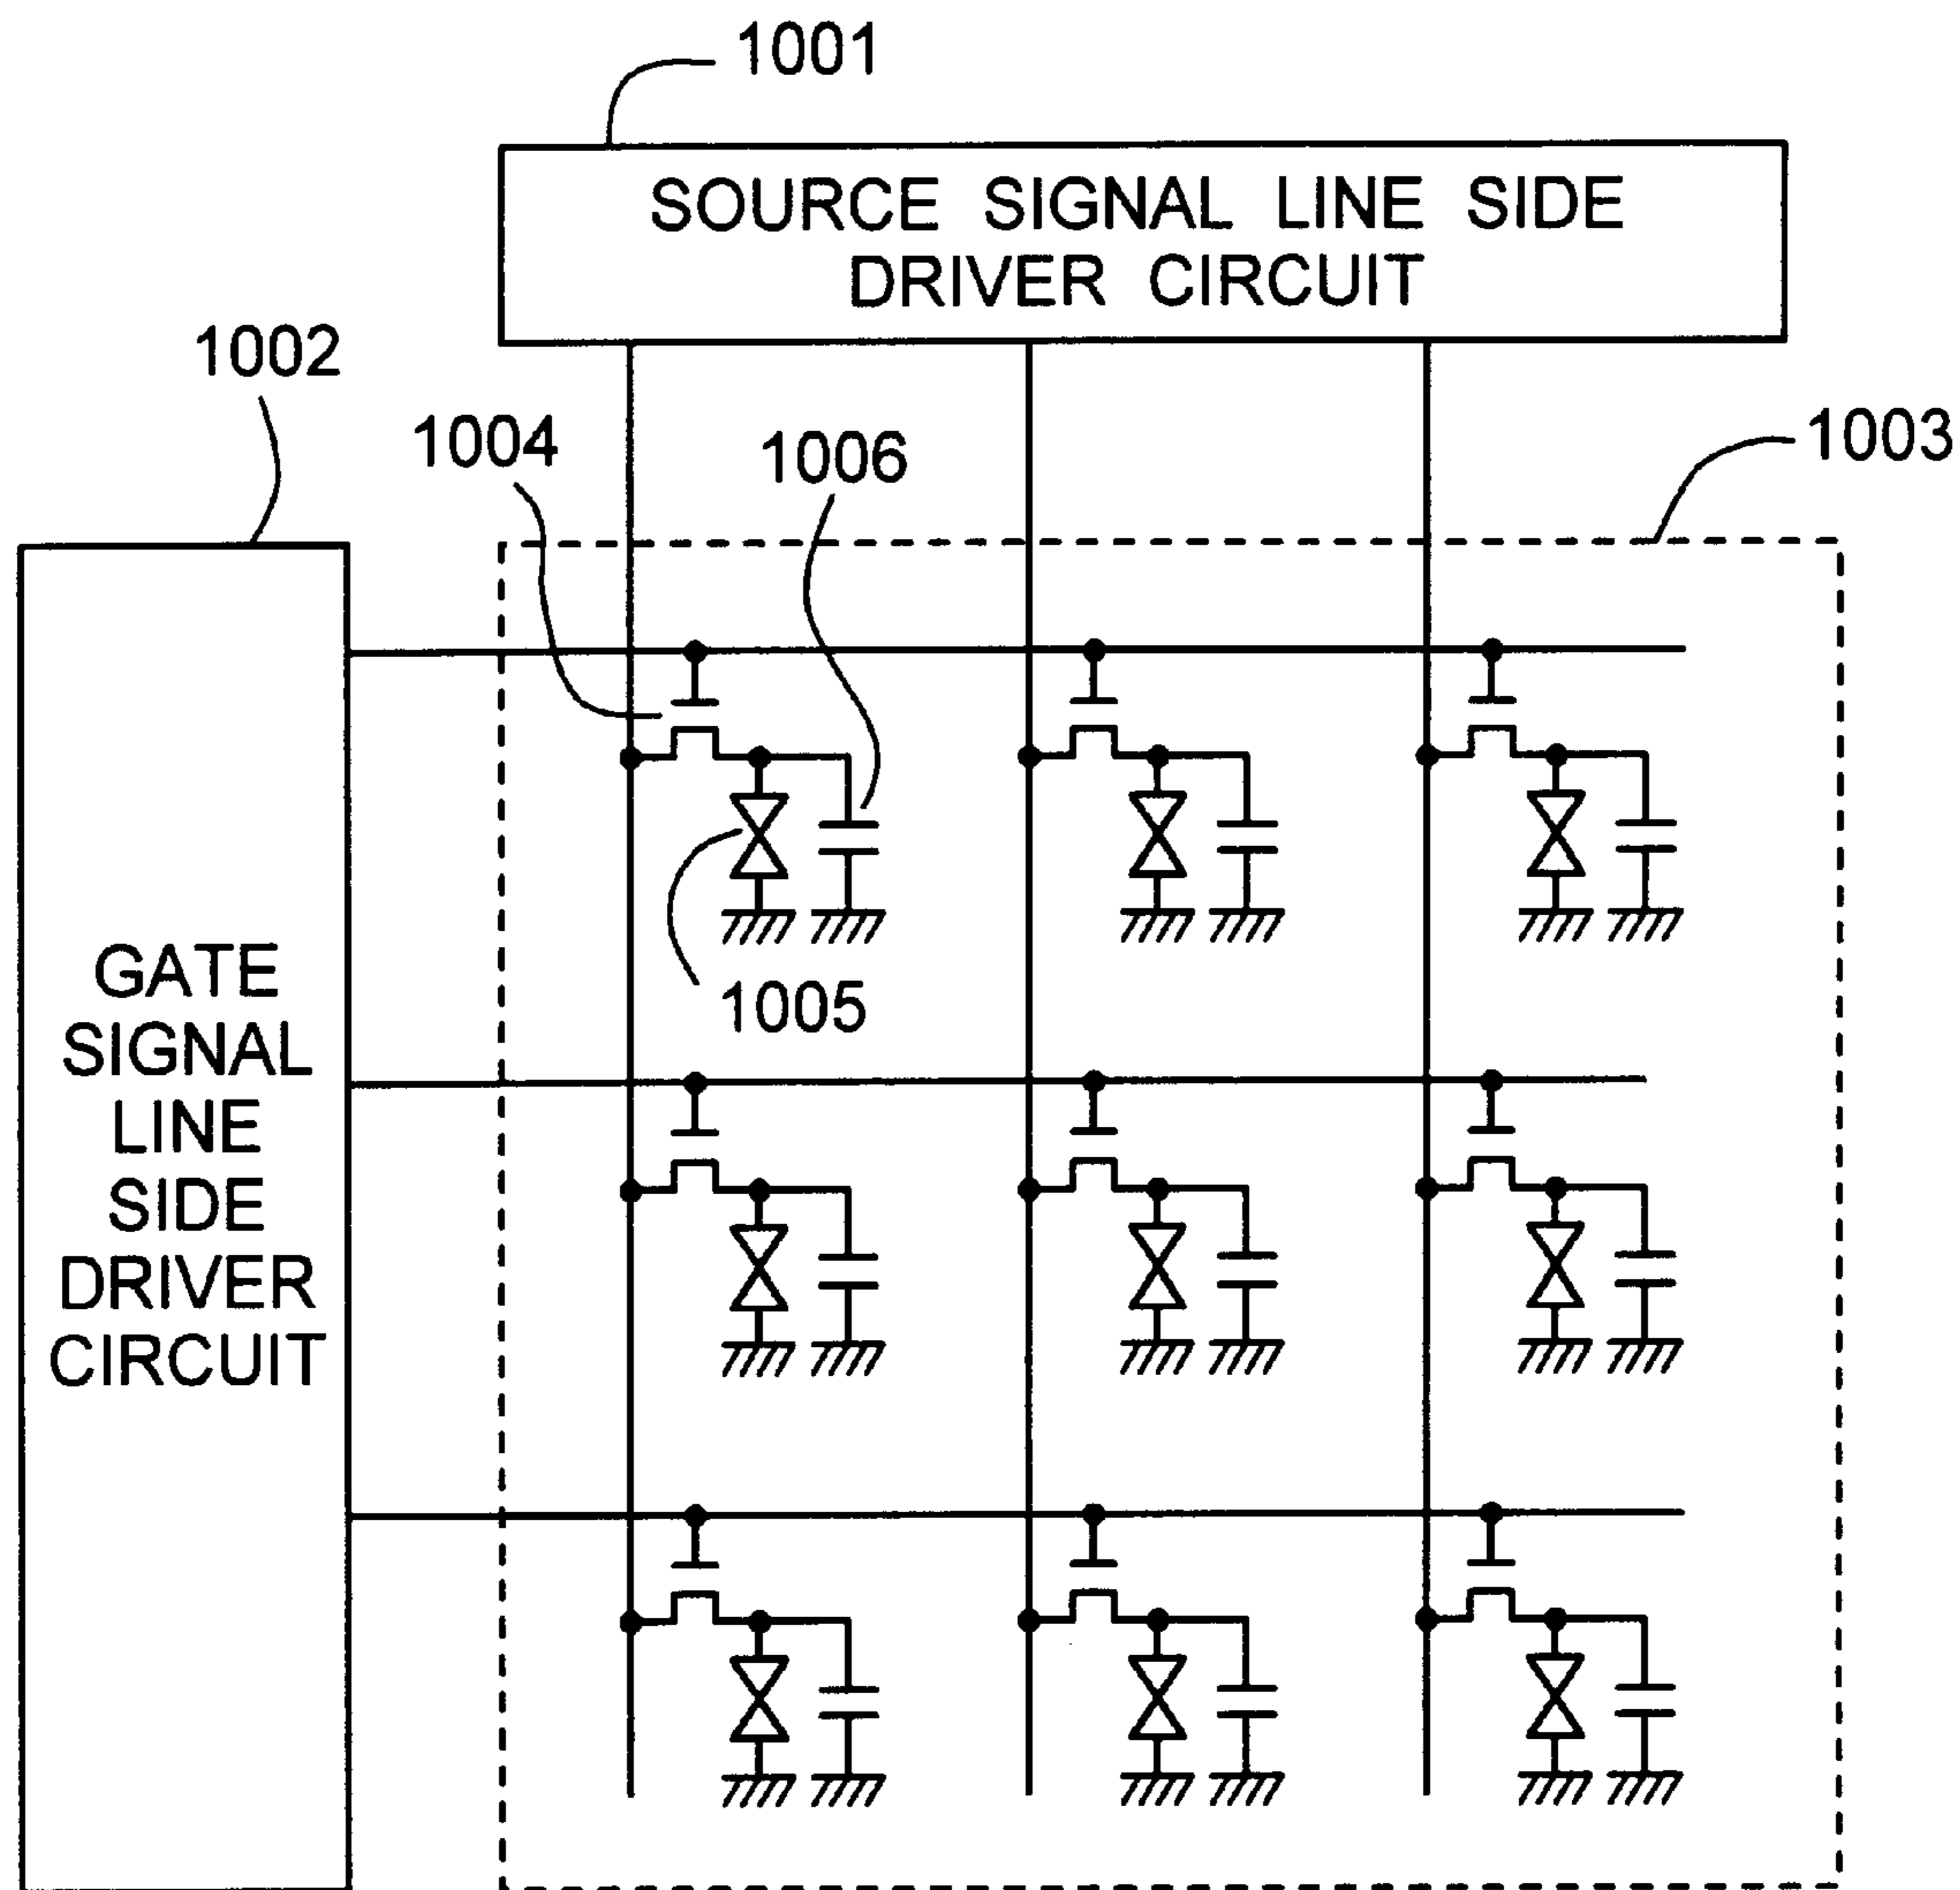 1001
SOURCE SIGNAL LINE SIDE
DRIVER CIRCUIT
1002
1004
1006
1003
1005
GATE
SIGNAL
LINE
SIDE
DRIVER
CIRCUIT